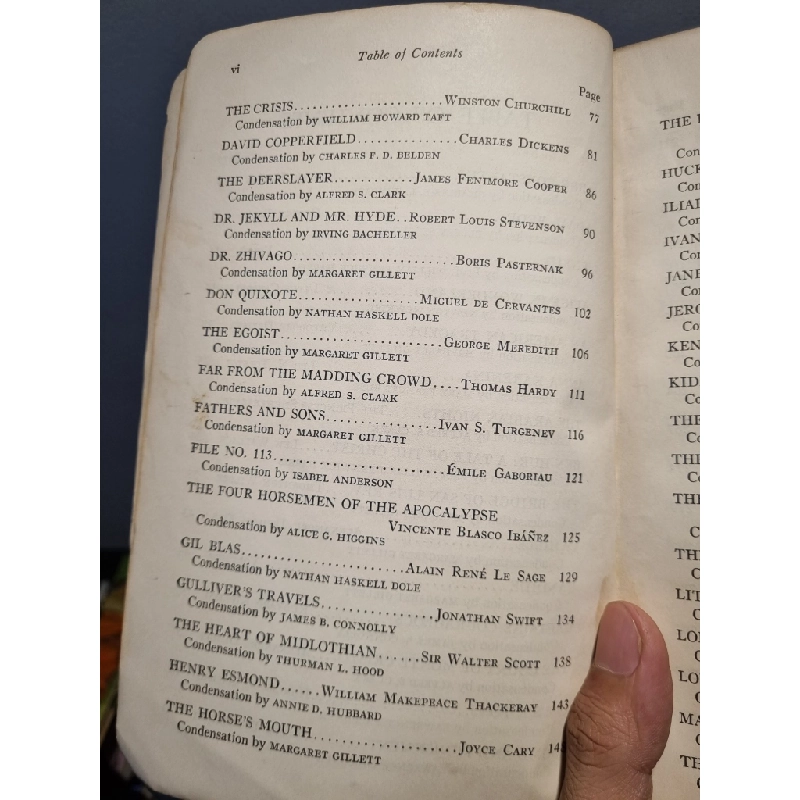 vi
Table of Contents
Page
THE CRISIS......................WINSTON CHURCHILL 77
Condensation by WILLIAM HOWARD TAFT
DAVID COPPERFIELD...............CHARLES DICKENS 81
Condensation by CHARLES F. D. BELDEN
THE DEERSLAYER............JAMES FENIMORE COOPER 86
Condensation by ALFRED S. CLARK
DR. JEKYLL AND MR. HYDE..ROBERT LOUIS STEVENSON 90
Condensation by IRVING BACHELLER
DR. ZHIVAGO........................BORIS PASTERNAK 96
Condensation by MARGARET GILLETT
DON QUIXOTE..................MIGUEL DE CERVANTES 102
Condensation by NATHAN HASKELL DOLE
THE EGOIST........................GEORGE MEREDITH 106
Condensation by MARGARET GILLETT
FAR FROM THE MADDING CROWD....THOMAS HARDY 111
Condensation by ALFRED S. CLARK
FATHERS AND SONS.................IVAN S. TURGENEV 116
Condensation by MARGARET GILLETT
FILE NO. 113.........................ÉMILE GABORIAU 121
Condensation by ISABEL ANDERSON
THE FOUR HORSEMEN OF THE APOCALYPSE
VINCENTE BLASCO IBÁÑEZ 125
Condensation by ALICE G. HIGGINS
GIL BLAS........................ALAIN RENÉ LE SAGE 129
Condensation by NATHAN HASKELL DOLE
GULLIVER'S TRAVELS.................JONATHAN SWIFT 134
Condensation by JAMES B. CONNOLLY
THE HEART OF MIDLOTHIAN......SIR WALTER SCOTT 138
Condensation by THURMAN L. HOOD
HENRY ESMOND......WILLIAM MAKEPEACE THACKERAY 143
Condensation by ANNIE D. HUBBARD
THE HORSE'S MOUTH.....................JOYCE CARY
Condensation by MARGARET GILLETT
THE
HUCK
ILIA
IVAN
JANE
JERO
KEN
KID
THE
THE
THE
THE
LIT
LO
LO
MA
TH